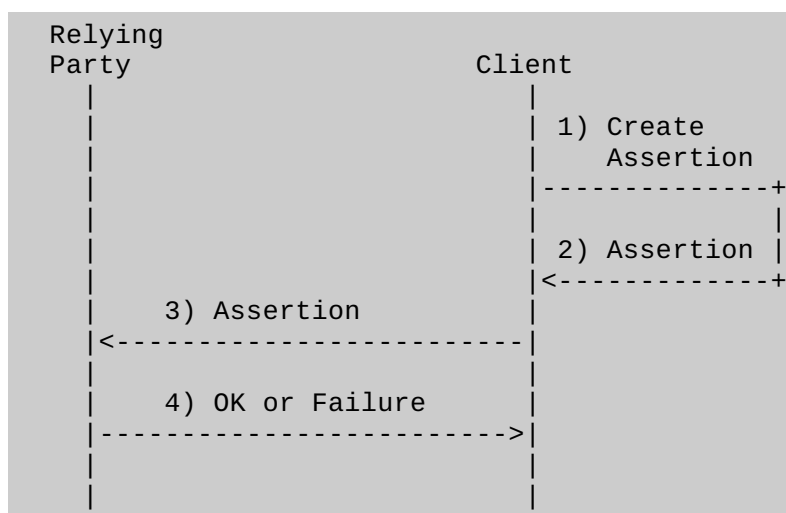 Relying
Party Client
1) Create
Assertion
2) Assertion
3) Assertion
4) OK or Failure